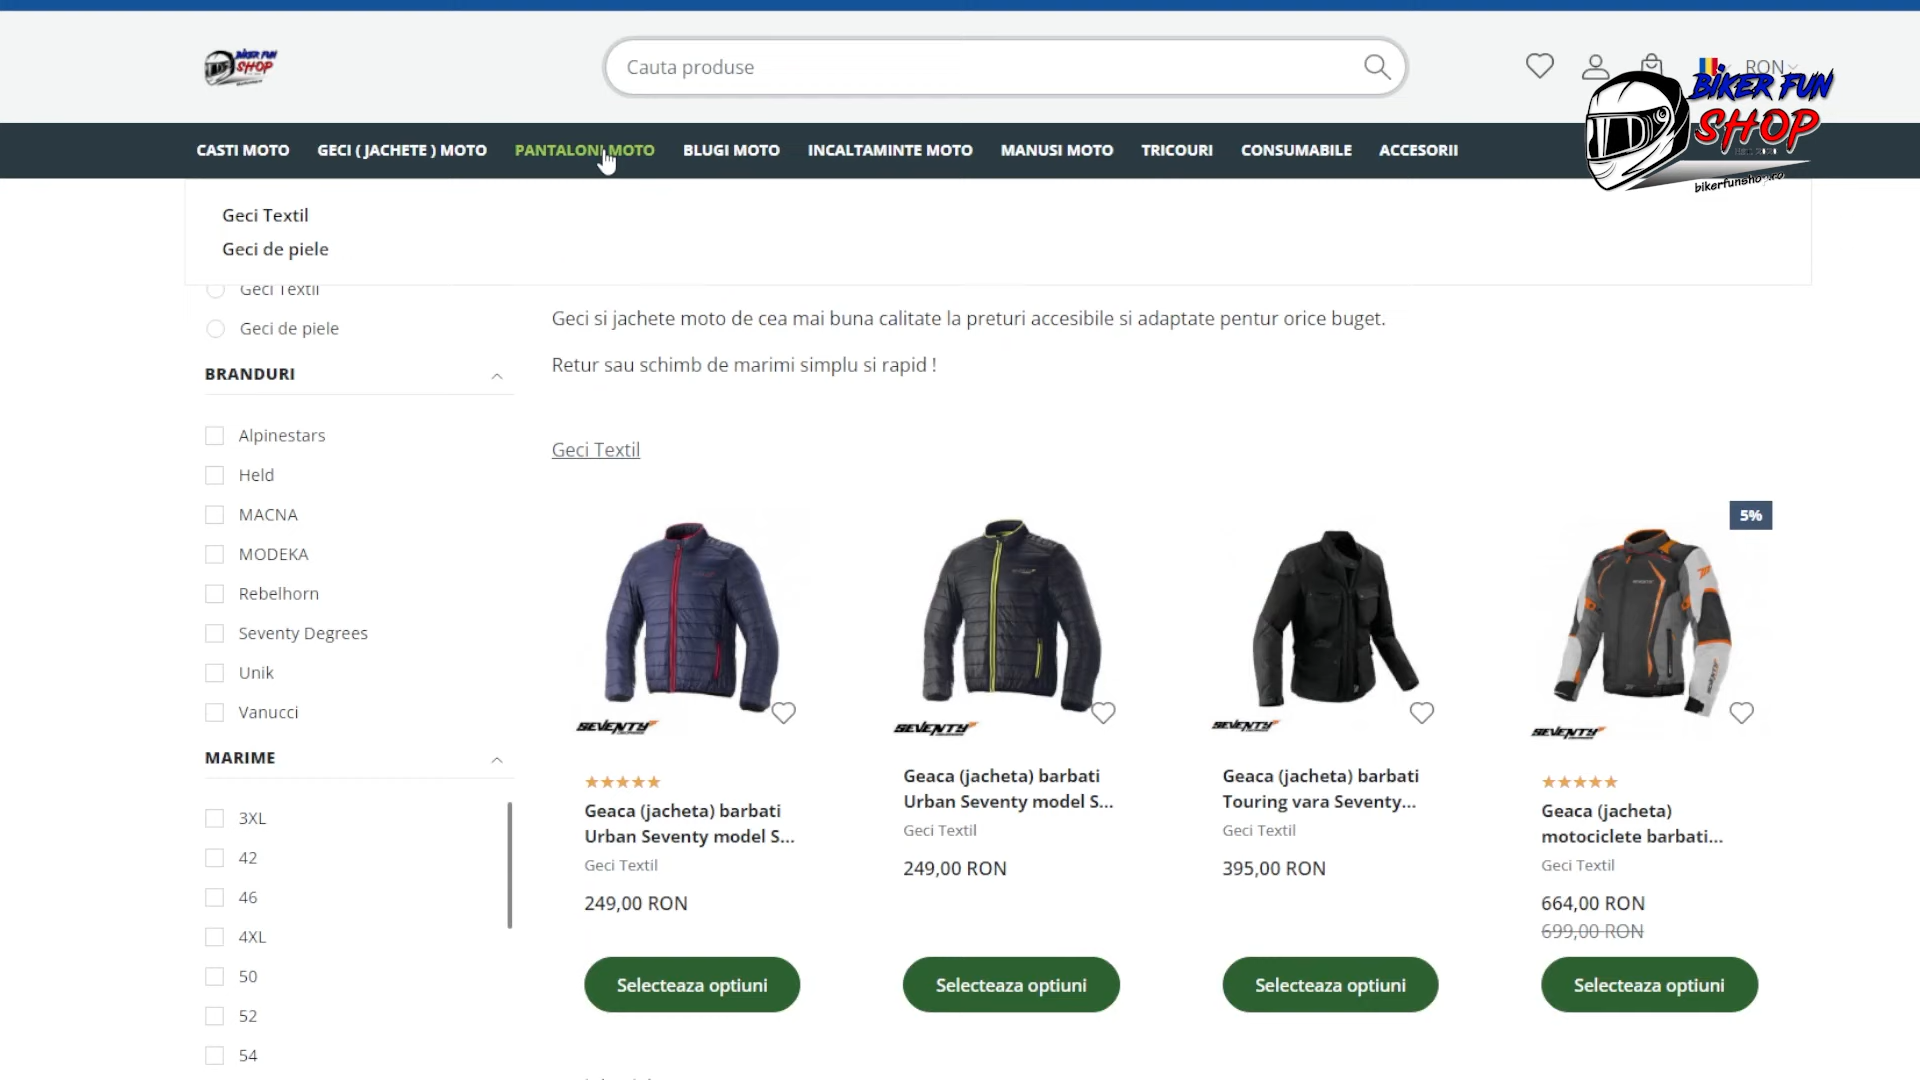 BIKER FUN
SHOP
Cauta produse
RON
BIKER FUN
SHOP
bikerfunshop.ro
CASTI MOTO
GECI ( JACHETE ) MOTO
PANTALONI MOTO
BLUGI MOTO
INCALTAMINTE MOTO
MANUSI MOTO
TRICOURI
CONSUMABILE
ACCESORII
Geci Textil
Geci de piele
Geci Textil
Geci de piele
BRANDURI
Alpinestars
Held
MACNA
MODEKA
Rebelhorn
Seventy Degrees
Unik
Vanucci
MARIME
3XL
42
46
4XL
50
52
54
Geci si jachete moto de cea mai buna calitate la preturi accesibile si adaptate pentur orice buget.
Retur sau schimb de marimi simplu si rapid !
Geci Textil
SEVENTY
Geaca (jacheta) barbati
Urban Seventy model S...
Geci Textil
249,00 RON
Selecteaza optiuni
SEVENTY
Geaca (jacheta) barbati
Urban Seventy model S...
Geci Textil
249,00 RON
Selecteaza optiuni
SEVENTY
Geaca (jacheta) barbati
Touring vara Seventy...
Geci Textil
395,00 RON
Selecteaza optiuni
5%
SEVENTY
Geaca (jacheta)
motociclete barbati...
Geci Textil
664,00 RON
699,00 RON
Selecteaza optiuni